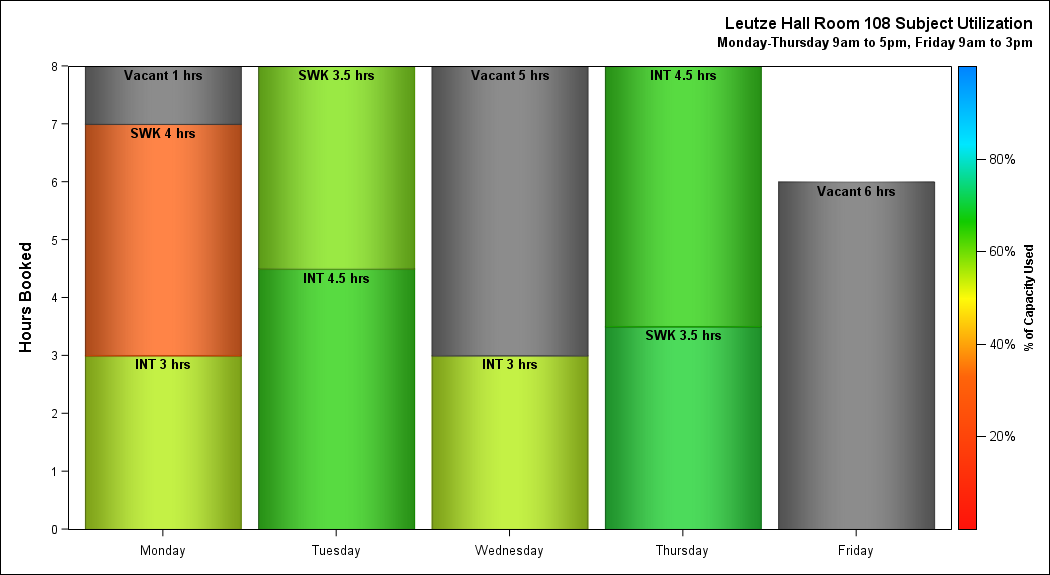 Leutze Hall Room 108 Subject Utilization
Monday-Thursday 9am to 5pm, Friday 9am to 3pm
Hours Booked
8
7
6
5
4
3
2
1
0
Vacant 1 hrs
SWK 4 hrs
INT 3 hrs
SWK 3.5 hrs
INT 4.5 hrs
Vacant 5 hrs
INT 3 hrs
INT 4.5 hrs
SWK 3.5 hrs
Vacant 6 hrs
Monday
Tuesday
Wednesday
Thursday
Friday
80%
60%
40%
20%
% of Capacity Used